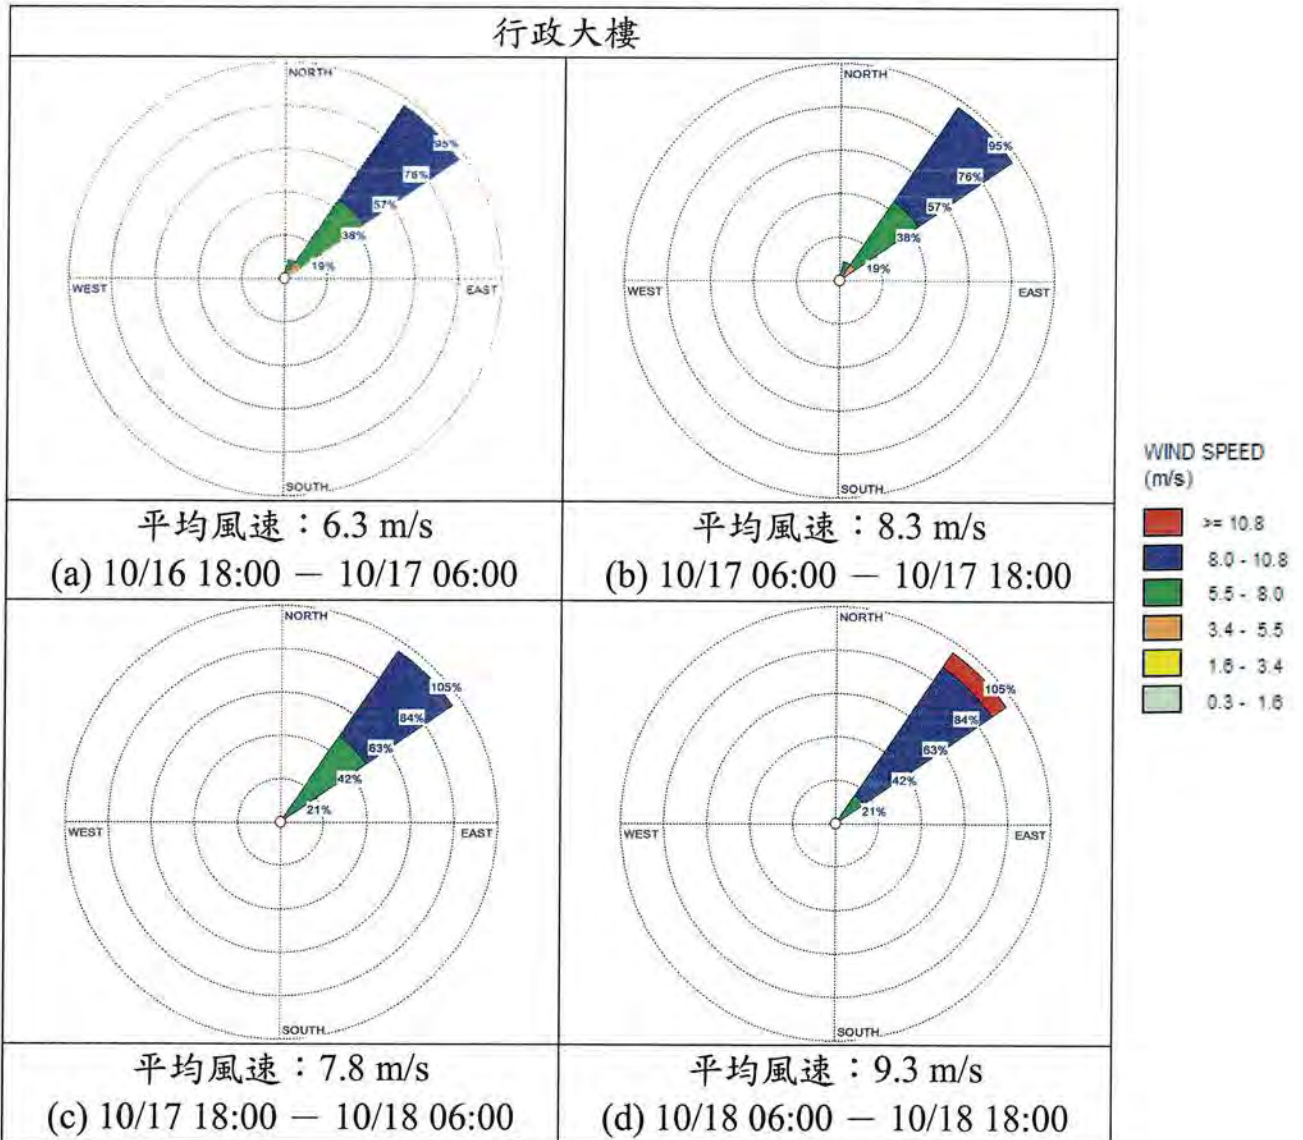 行政大樓
NORTH
95%
76%
57%
38%
19%
WEST
EAST
SOUTH
平均風速：6.3 m/s
(a) 10/16 18:00 － 10/17 06:00
NORTH
95%
76%
57%
38%
19%
WEST
EAST
SOUTH
平均風速：8.3 m/s
(b) 10/17 06:00 － 10/17 18:00
NORTH
105%
84%
63%
42%
21%
WEST
EAST
SOUTH
平均風速：7.8 m/s
(c) 10/17 18:00 － 10/18 06:00
NORTH
105%
84%
63%
42%
21%
WEST
EAST
SOUTH
平均風速：9.3 m/s
(d) 10/18 06:00 － 10/18 18:00
WIND SPEED
(m/s)
>= 10.8
8.0 - 10.8
5.5 - 8.0
3.4 - 5.5
1.6 - 3.4
0.3 - 1.6